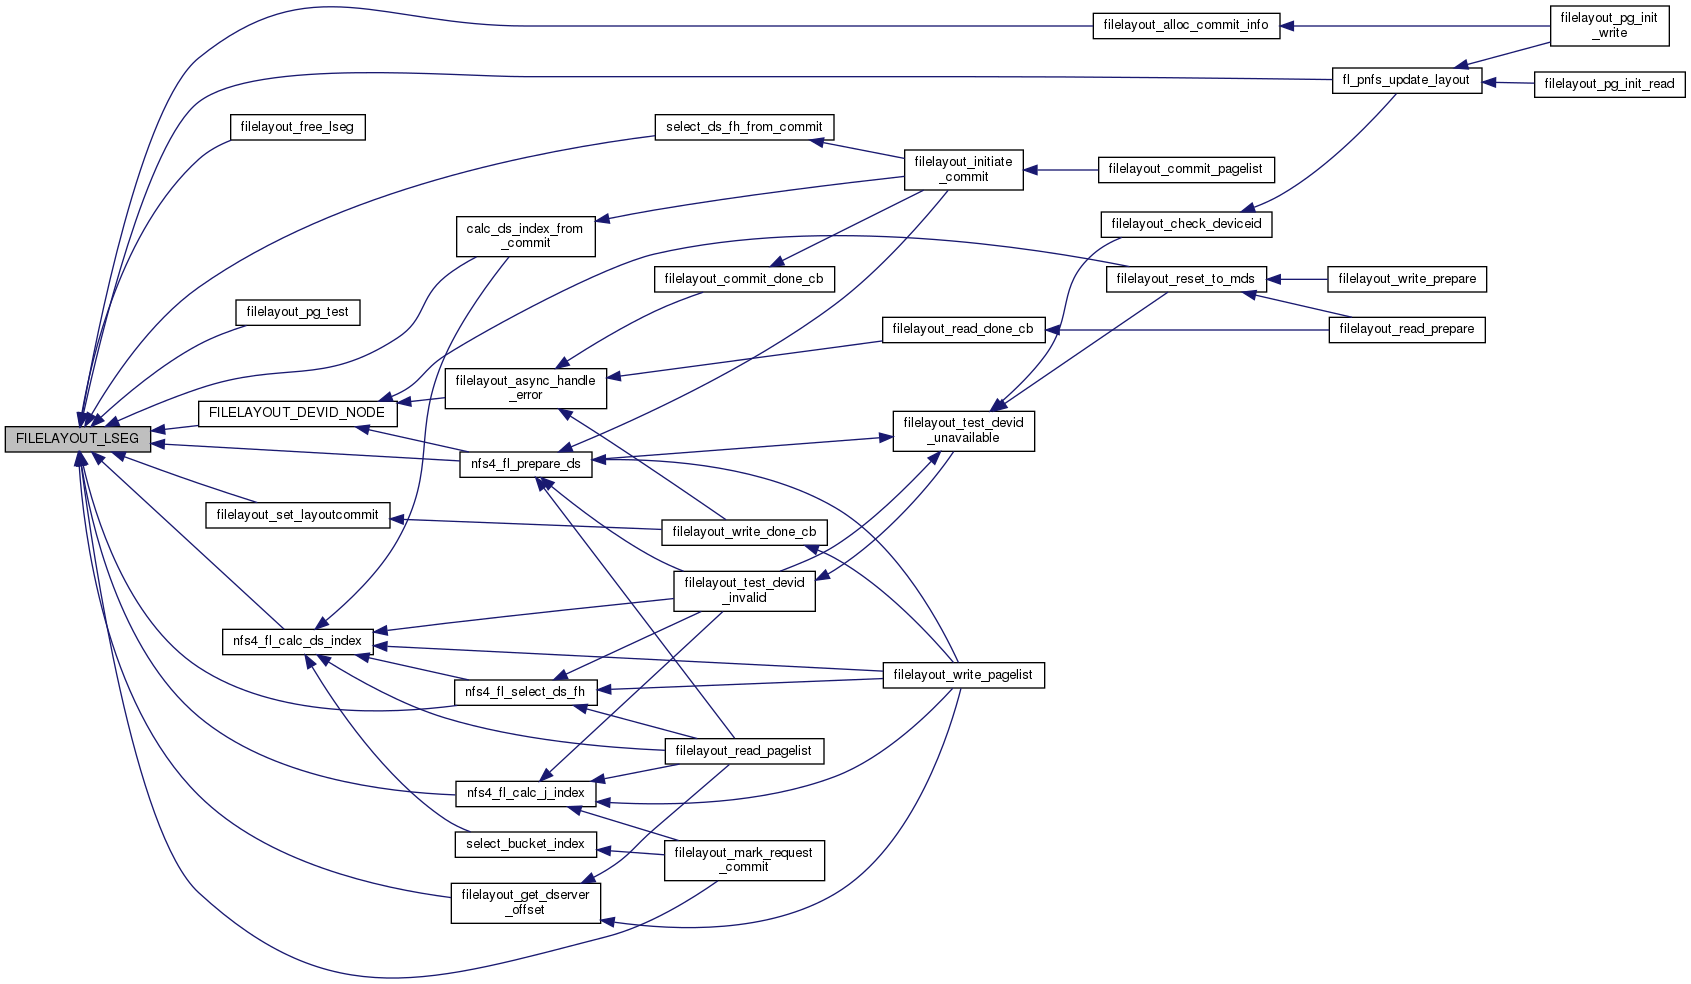 filelayout_alloc_commit_info
filelayout_pg_init
_write
fl_pnfs_update_layout
filelayout_pg_init_read
filelayout_free_lseg
select_ds_fh_from_commit
filelayout_initiate
_commit
filelayout_commit_pagelist
calc_ds_index_from
_commit
filelayout_check_deviceid
filelayout_commit_done_cb
filelayout_reset_to_mds
filelayout_write_prepare
filelayout_pg_test
filelayout_read_done_cb
filelayout_read_prepare
filelayout_async_handle
_error
FILELAYOUT_DEVID_NODE
FILELAYOUT_LSEG
filelayout_test_devid
_unavailable
nfs4_fl_prepare_ds
filelayout_set_layoutcommit
filelayout_write_done_cb
filelayout_test_devid
_invalid
nfs4_fl_calc_ds_index
filelayout_write_pagelist
nfs4_fl_select_ds_fh
filelayout_read_pagelist
nfs4_fl_calc_j_index
select_bucket_index
filelayout_mark_request
_commit
filelayout_get_dserver
_offset